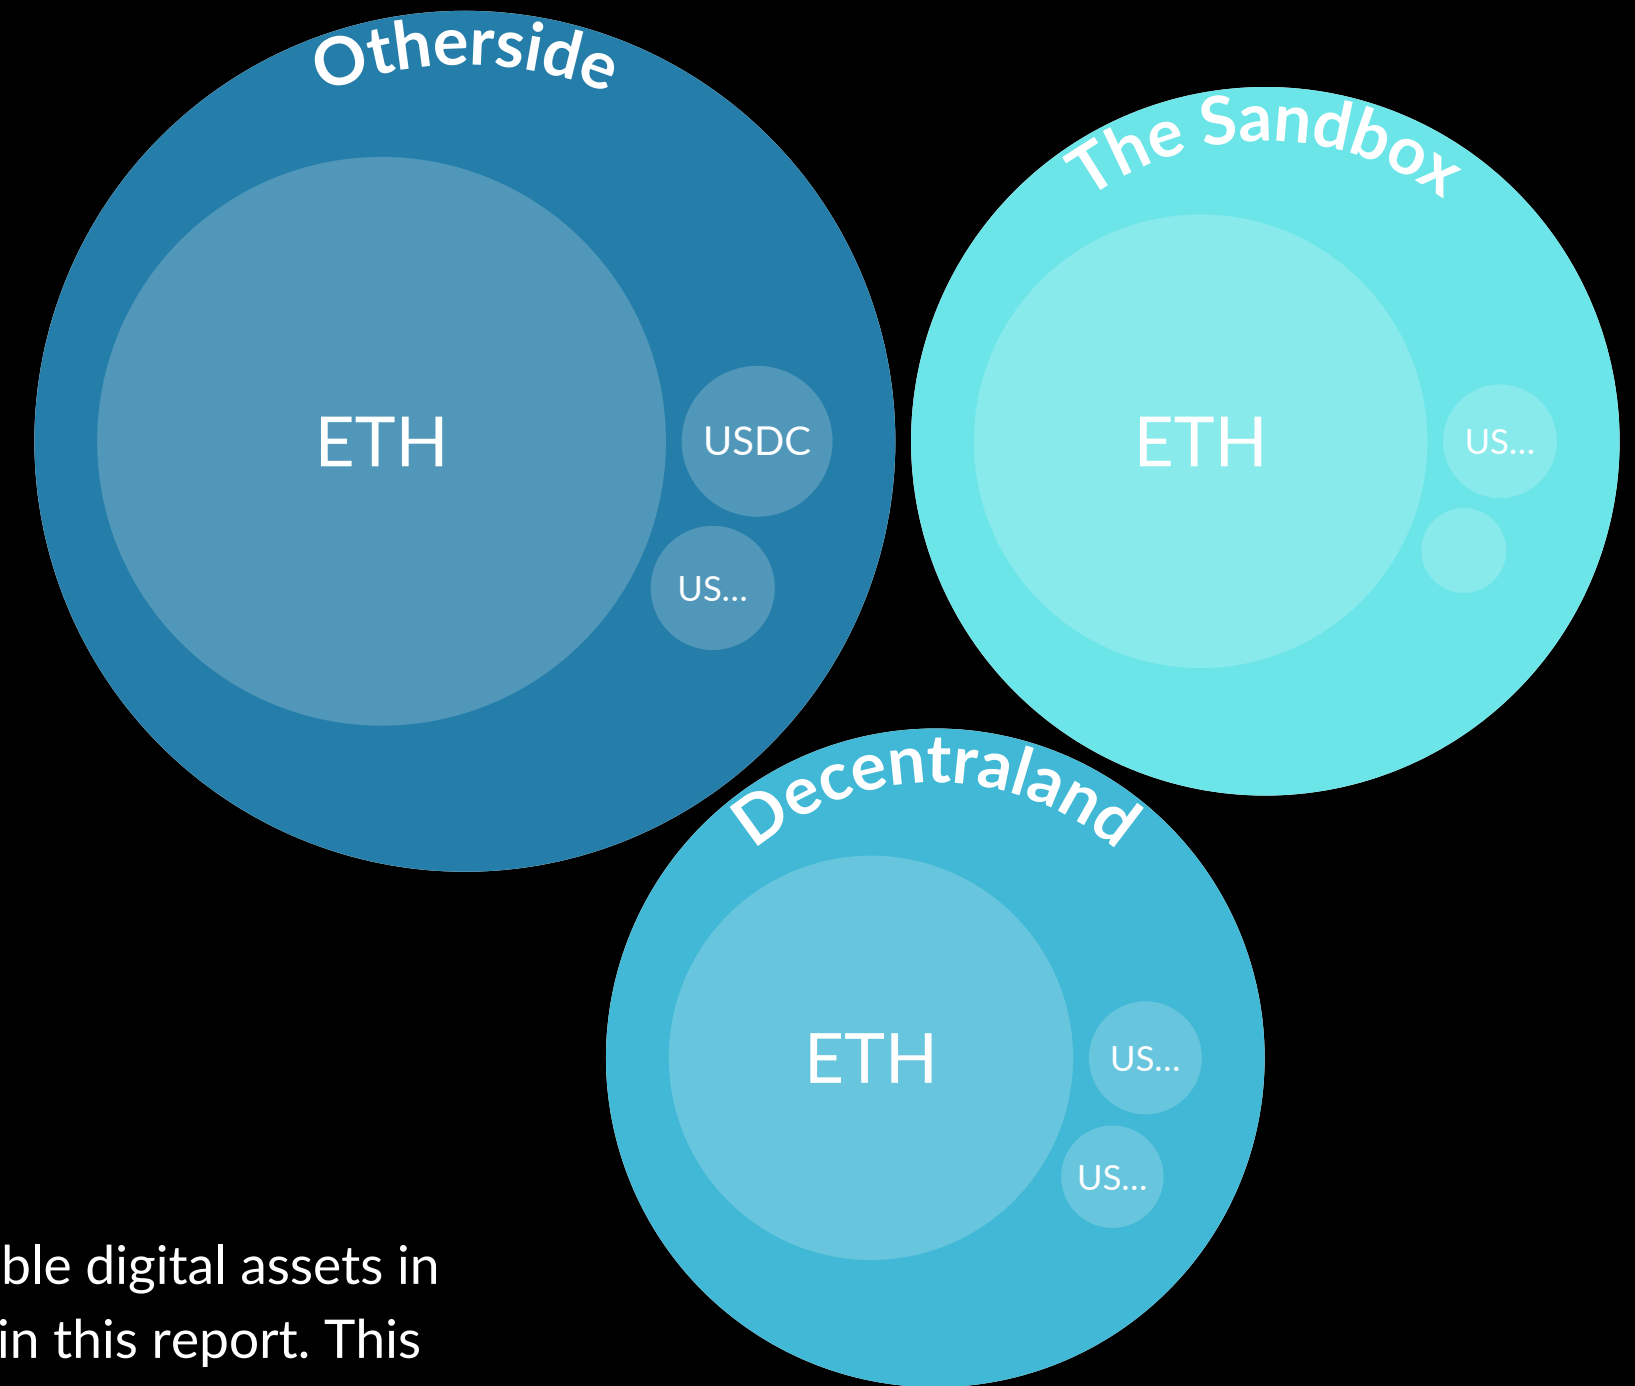 Otherside
The Sandbox
ETH
USDC
US...
ETH
US...
Decentraland
ETH
US...
US...
ble digital assets in
in this report. This